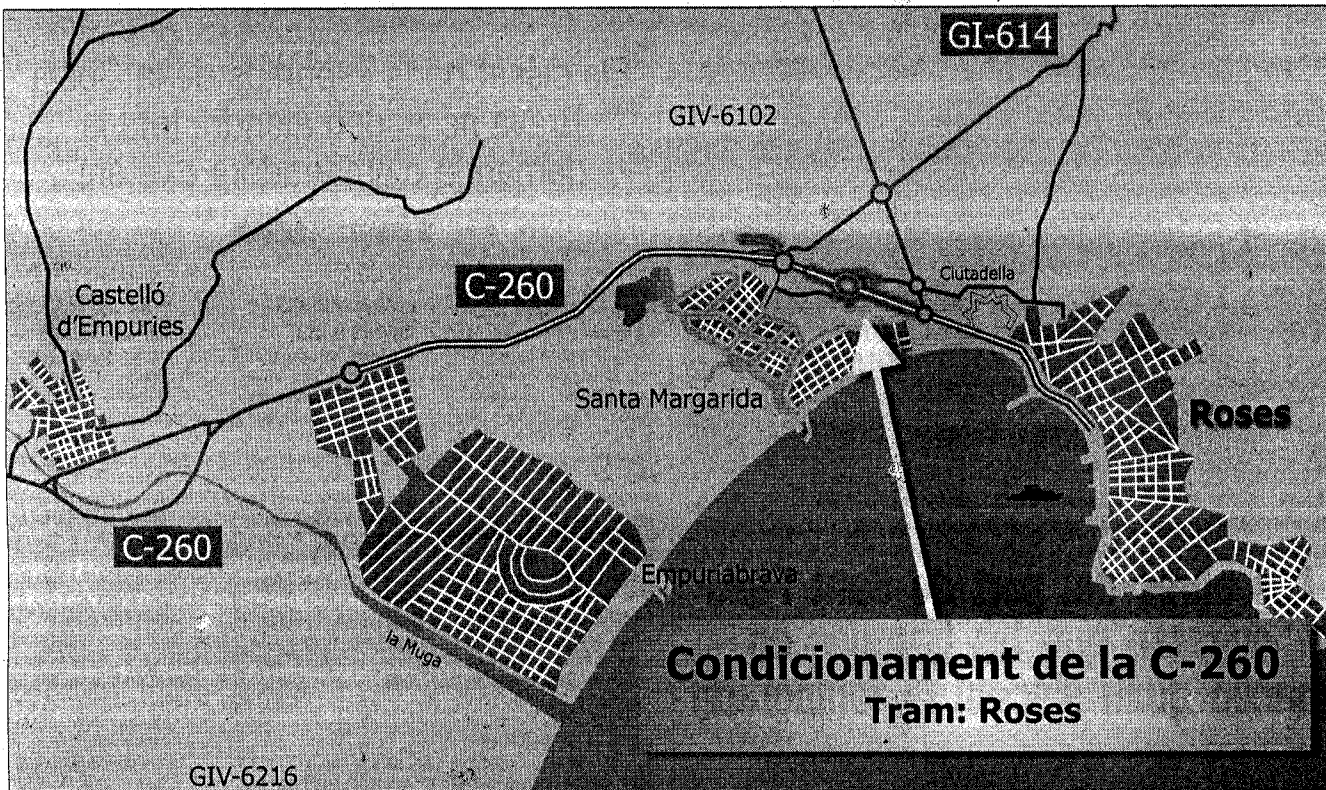 GI-614
GIV-6102
C-260
Ciutadella
Castelló
d'Empuries
Santa Margarida
Roses
C-260
Empuriabrava
la Muga
Condicionament de la C-260
Tram: Roses
GIV-6216